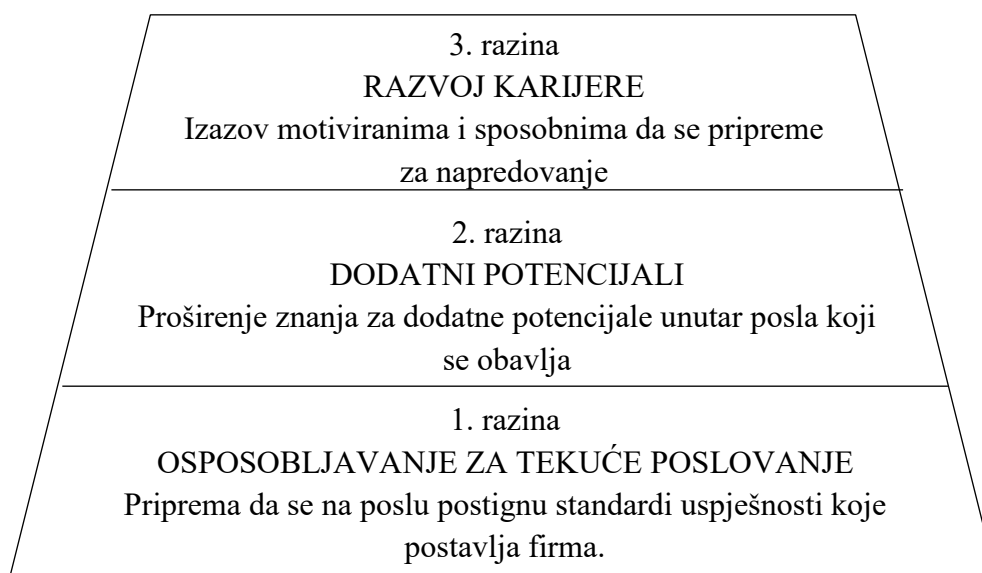 3. razina
RAZVOJ KARIJERE
Izazov motiviranima i sposobnima da se pripreme
za napredovanje
2. razina
DODATNI POTENCIJALI
Proširenje znanja za dodatne potencijale unutar posla koji
se obavlja
1. razina
OSPOSOBLJAVANJE ZA TEKUĆE POSLOVANJE
Priprema da se na poslu postignu standardi uspješnosti koje
postavlja firma.